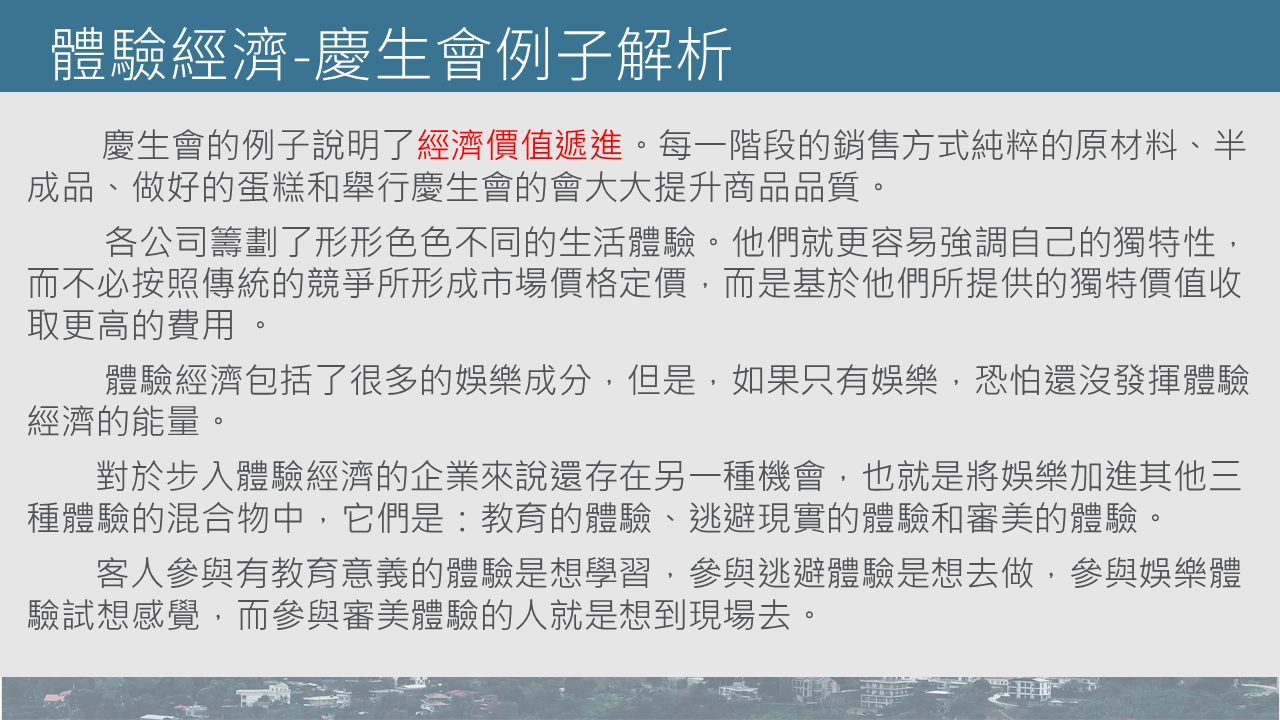 體驗經濟-慶生會例子解析
慶生會的例子說明了經濟價值遞進。每一階段的銷售方式純粹的原材料、半
成品、做好的蛋糕和舉行慶生會的會大大提升商品品質。
各公司籌劃了形形色色不同的生活體驗。他們就更容易強調自己的獨特性，
而不必按照傳統的競爭所形成市場價格定價，而是基於他們所提供的獨特價值收
取更高的費用 。
體驗經濟包括了很多的娛樂成分，但是，如果只有娛樂，恐怕還沒發揮體驗
經濟的能量。
對於步入體驗經濟的企業來說還存在另一種機會，也就是將娛樂加進其他三
種體驗的混合物中，它們是：教育的體驗、逃避現實的體驗和審美的體驗。
客人參與有教育意義的體驗是想學習，參與逃避體驗是想去做，參與娛樂體
驗試想感覺，而參與審美體驗的人就是想到現場去。